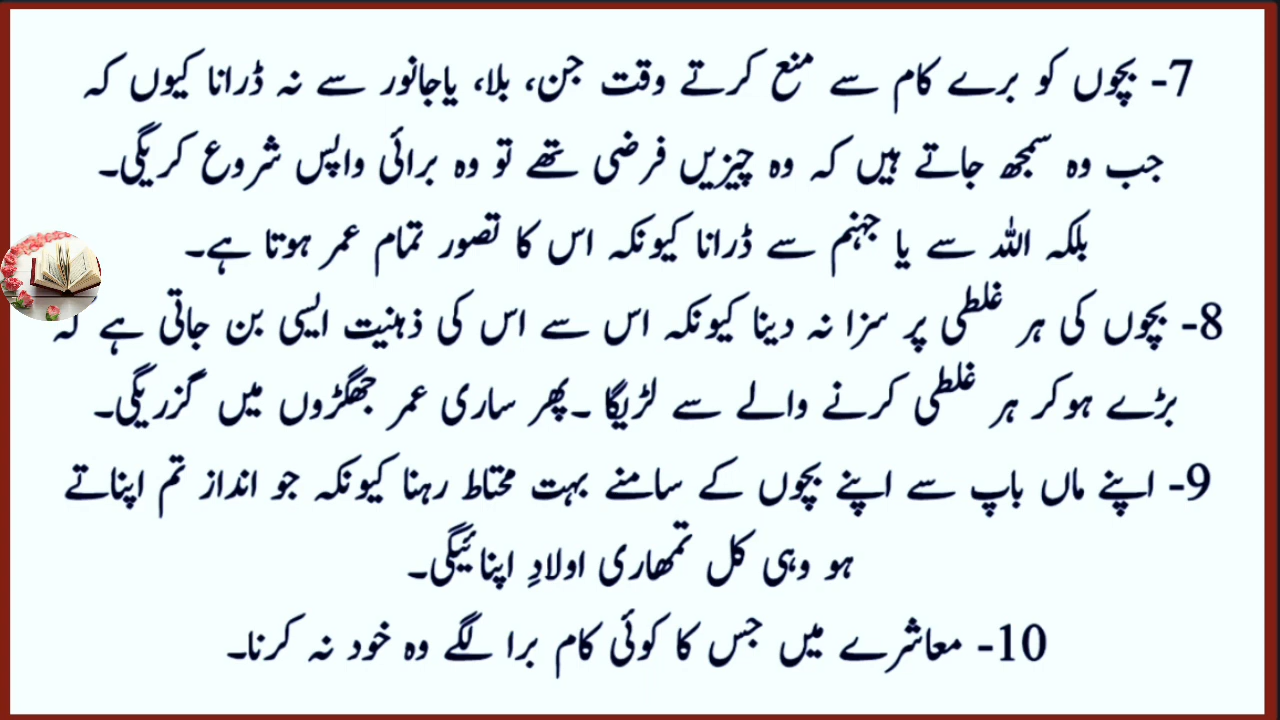 7- بچوں کو برے کام سے منع کرتے وقت جن، بلا، یاجانور سے نہ ڈرانا کیوں کہ
جب وہ سمجھ جاتے ہیں کہ وہ چیزیں فرضی تھے تو وہ برائی واپس شروع کریگی۔
بلکہ اللہ سے یا جہنم سے ڈرانا کیونکہ اس کا تصور تمام عمر ہوتا ہے۔
8- بچوں کی ہر غلطی پر سزا نہ دینا کیونکہ اس سے اس کی ذہنیت ایسی بن جاتی ہے کہ
بڑے ہوکر ہر غلطی کرنے والے سے لڑیگا ۔پھر ساری عمر جھگڑوں میں گزریگی۔
9- اپنے ماں باپ سے اپنے بچوں کے سامنے بہت محتاط رہنا کیونکہ جو انداز تم اپناتے
ہو وہی کل تمھاری اولادِ اپنائیگی۔
10- معاشرے میں جس کا کوئی کام برا لگے وہ خود نہ کرنا۔